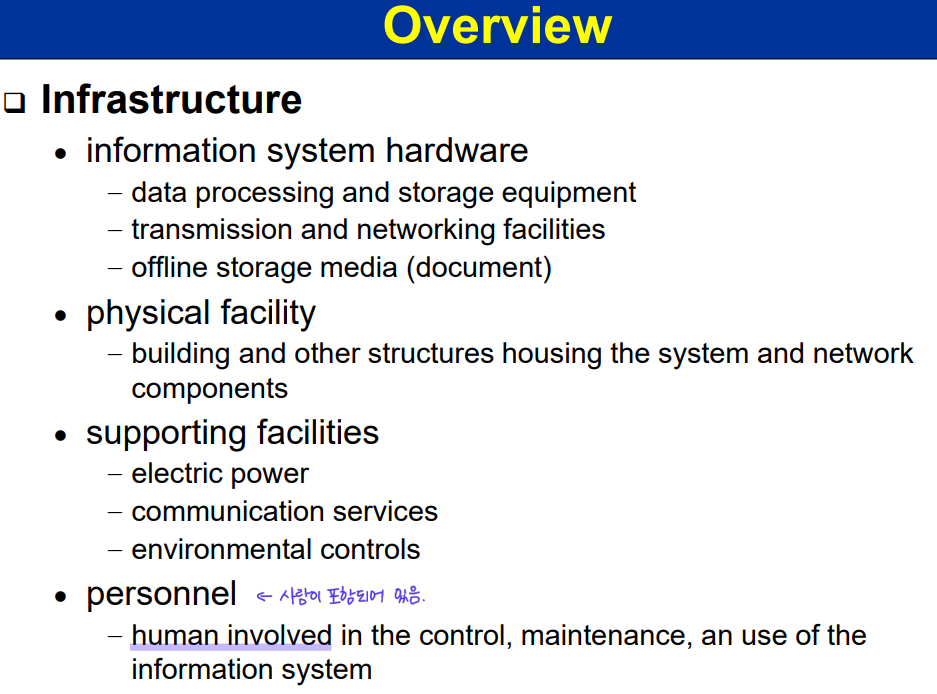 Overview
Infrastructure
• information system hardware
– data processing and storage equipment
– transmission and networking facilities
– offline storage media (document)
• physical facility
– building and other structures housing the system and network
components
• supporting facilities
– electric power
– communication services
– environmental controls
• personnel ← 사람이 포함되어 있음.
– human involved in the control, maintenance, an use of the
information system